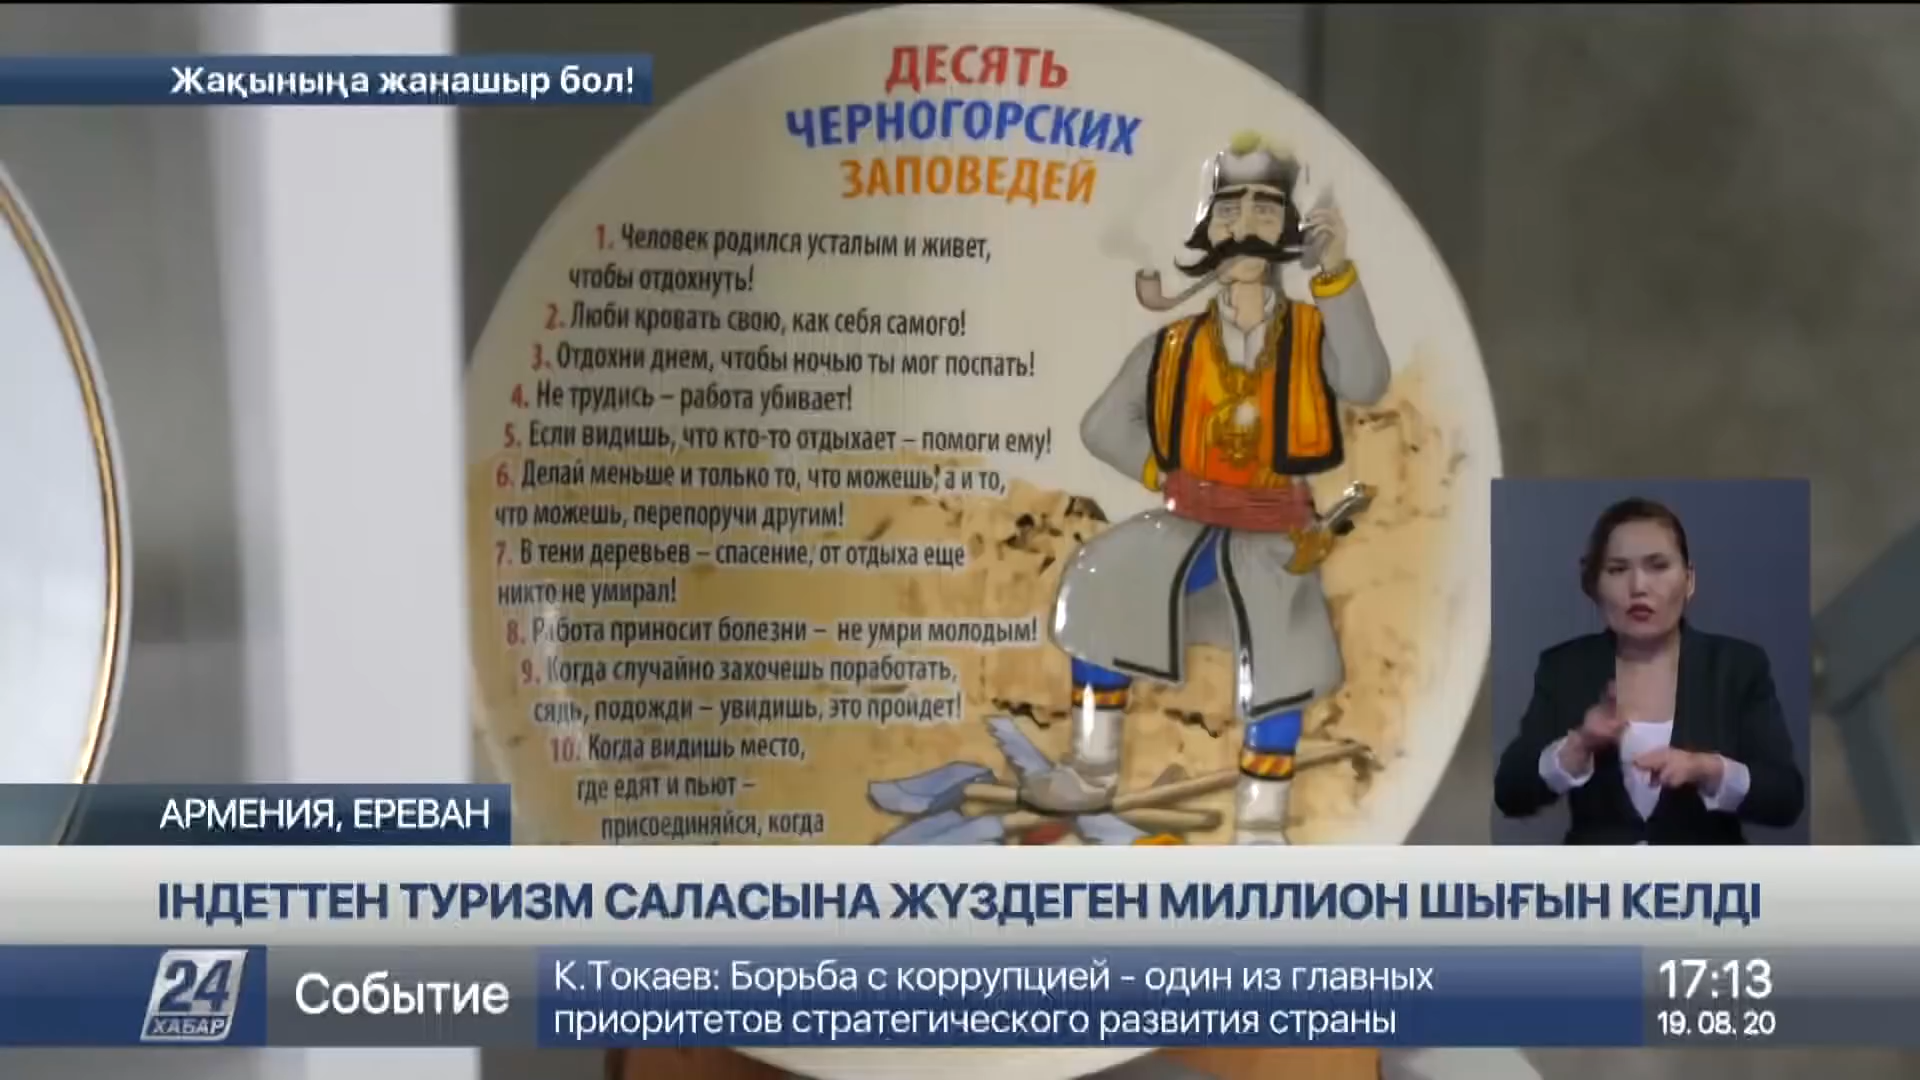 Жақыныңа жанашыр бол!
ДЕСЯТЬ
ЧЕРНОГОРСКИХ
ЗАПОВЕДЕЙ
1. Человек родился усталым и живет,
чтобы отдохнуть!
2. Люби кровать свою, как себя самого!
3. Отдохни днем, чтобы ночью ты мог поспать!
4. Не трудись – работа убивает!
5. Если видишь, что кто-то отдыхает – помоги ему!
6. Делай меньше и только то, что можешь, а и то,
что можешь, перепоручи другим!
7. В тени деревьев – спасение, от отдыха еще
никто не умирал!
8. Работа приносит болезни – не умри молодым!
9. Когда случайно захочешь поработать,
сядь, подожди – увидишь, это пройдет!
10. Когда видишь место,
где едят и пьют –
присоединяйся, когда
АРМЕНИЯ, ЕРЕВАН
ІНДЕТТЕН ТУРИЗМ САЛАСЫНА ЖҮЗДЕГЕН МИЛЛИОН ШЫҒЫН КЕЛДІ
24
ХАБАР
Событие
К.Токаев: Борьба с коррупцией - один из главных
приоритетов стратегического развития страны
17:13
19. 08. 20